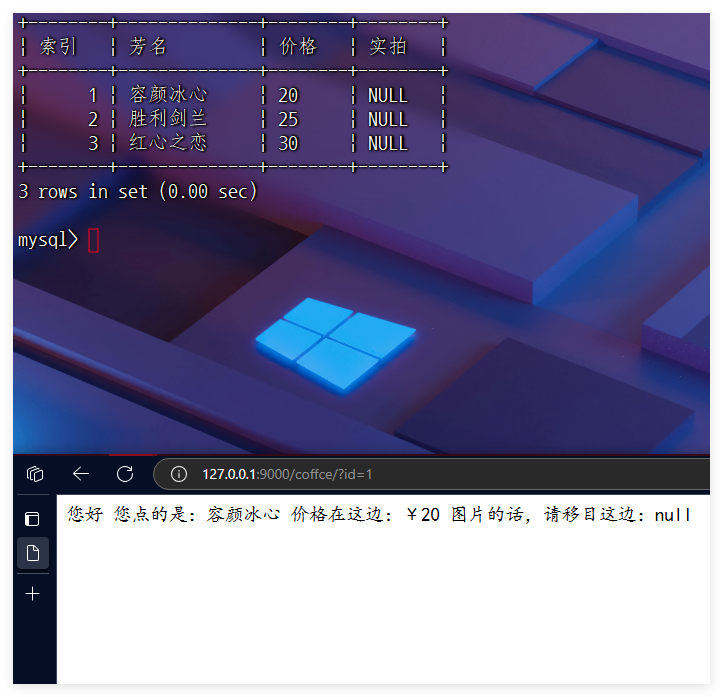 +--------+--------------+--------+--------+
| 索引 | 芳名 | 价格 | 实拍 |
+--------+--------------+--------+--------+
| 1 | 容颜冰心 | 20 | NULL |
| 2 | 胜利剑兰 | 25 | NULL |
| 3 | 红心之恋 | 30 | NULL |
+--------+--------------+--------+--------+
3 rows in set (0.00 sec)
mysql>
127.0.0.1:9000/coffce/?id=1
您好 您点的是：容颜冰心 价格在这边：￥20 图片的话，请移目这边：null